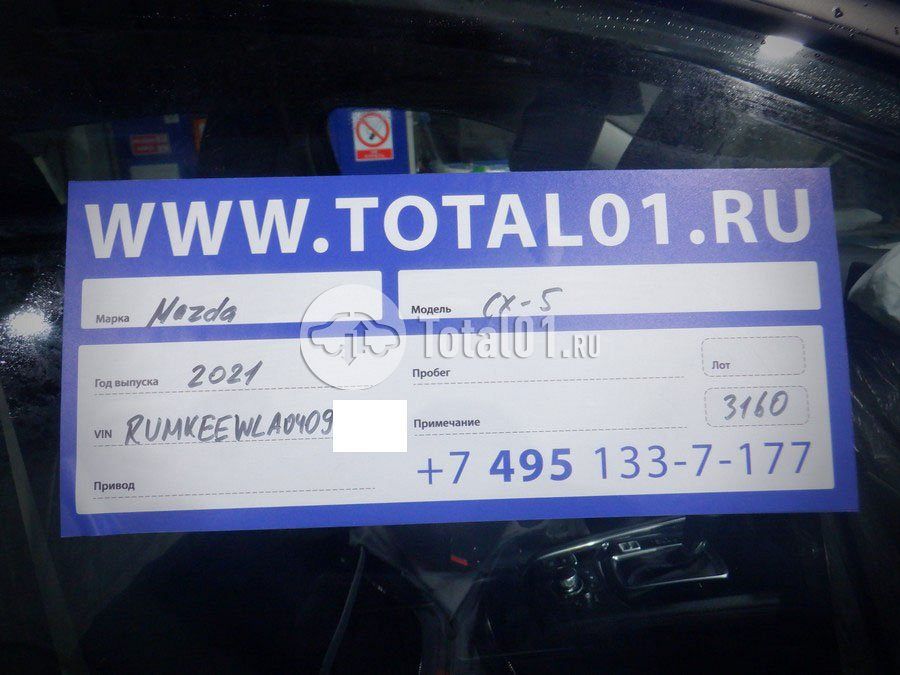 WWW.TOTAL01.RU
Марка Mazda
Модель CX-5
Total01.RU
Год выпуска 2021
Пробег
Лот
VIN RUMKEEWLA0409
Примечание
3160
Привод
+7 495 133-7-177